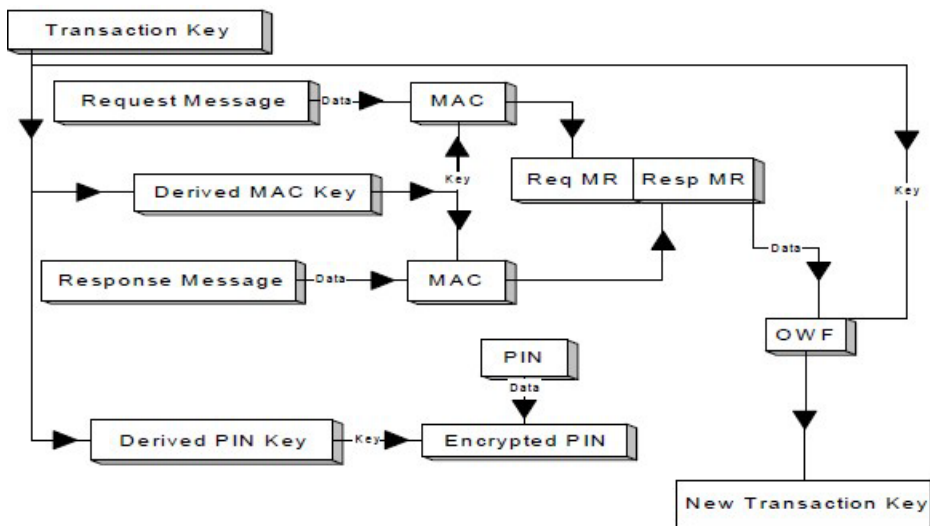 Transaction Key
Request Message
Data
MAC
Req MR
Resp MR
Key
Derived MAC Key
Key
Data
Response Message
Data
MAC
OWF
PIN
Data
Derived PIN Key
Key
Encrypted PIN
New Transaction Key